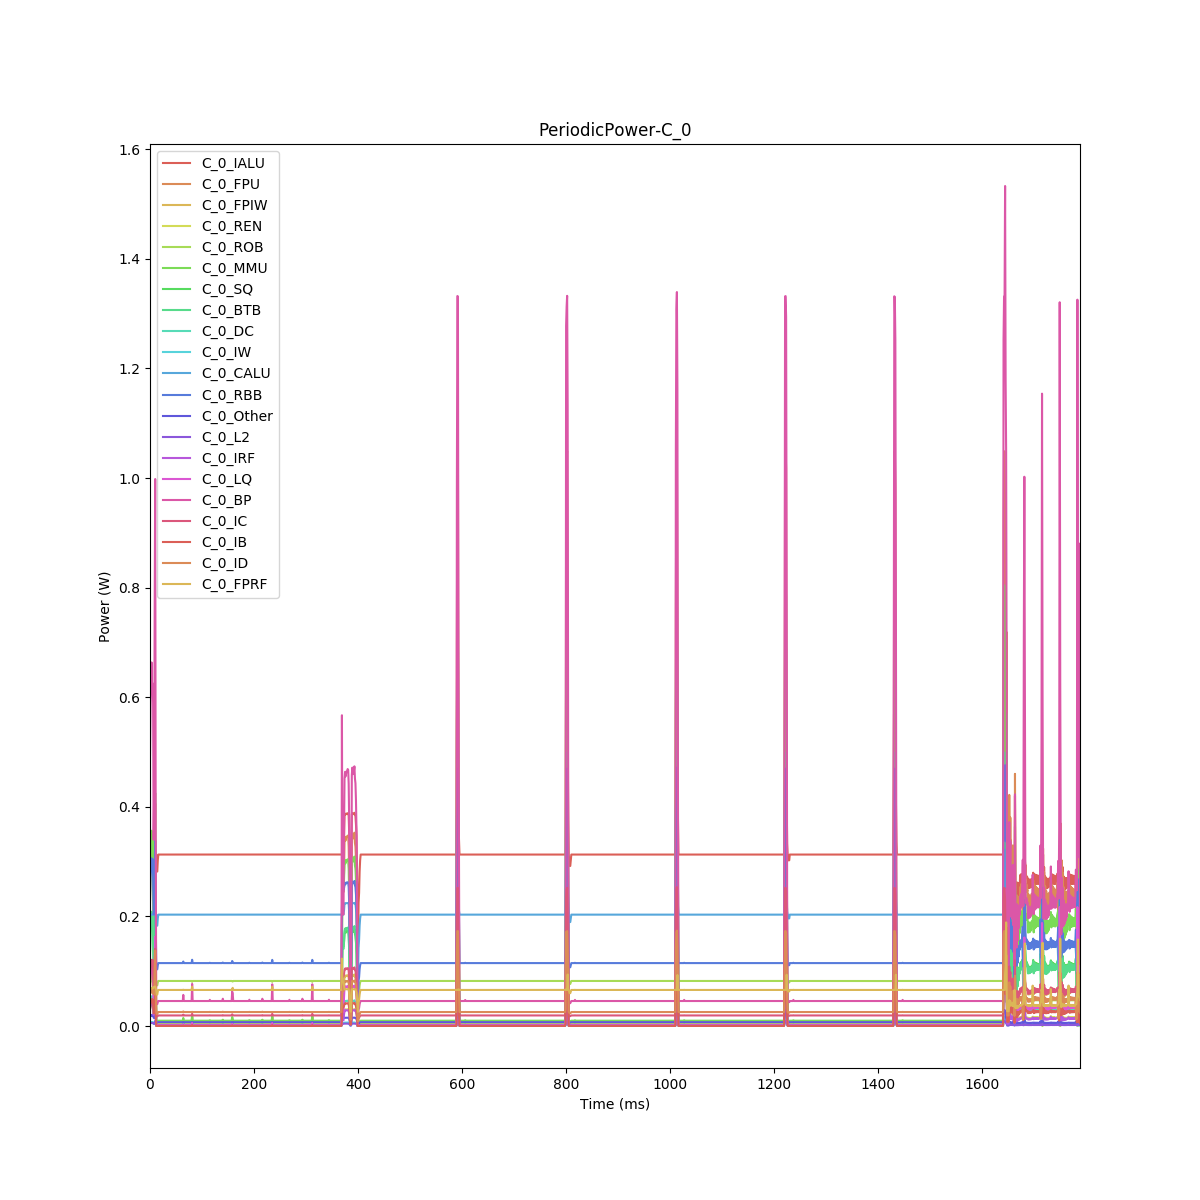 PeriodicPower-C_0
1.6
1.4
1.2
1.0
0.8
0.6
0.4
0.2
0.0
Power (W)
C_0_IALU
C_0_FPU
C_0_FPIW
C_0_REN
C_0_ROB
C_0_MMU
C_0_SQ
C_0_BTB
C_0_DC
C_0_IW
C_0_CALU
C_0_RBB
C_0_Other
C_0_L2
C_0_IRF
C_0_LQ
C_0_BP
C_0_IC
C_0_IB
C_0_ID
C_0_FPRF
0 200 400 600 800 1000 1200 1400 1600
Time (ms)